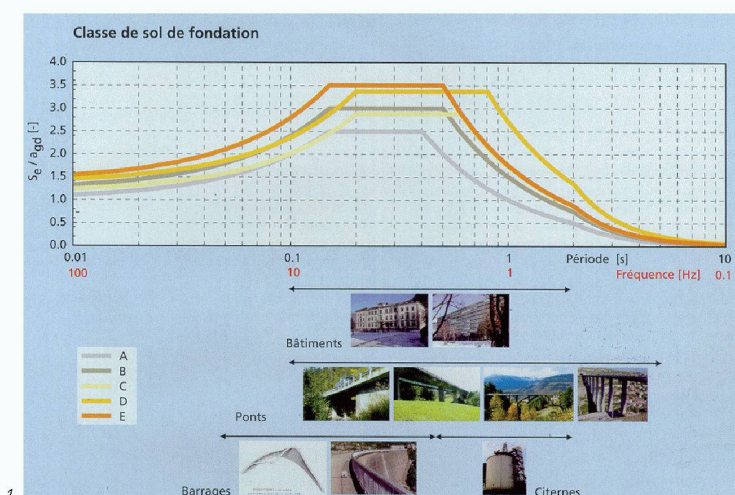 Classe de sol de fondation
4.0
3.5
3.0
2.5
2.0
1.5
1.0
0.5
0.0
Se / agd [-]
0.01 0.1 1 Période [s] 10
100 10 1 Fréquence [Hz] 0.1
Bâtiments
A
B
C
D
E
Ponts
Barrages Citernes
1